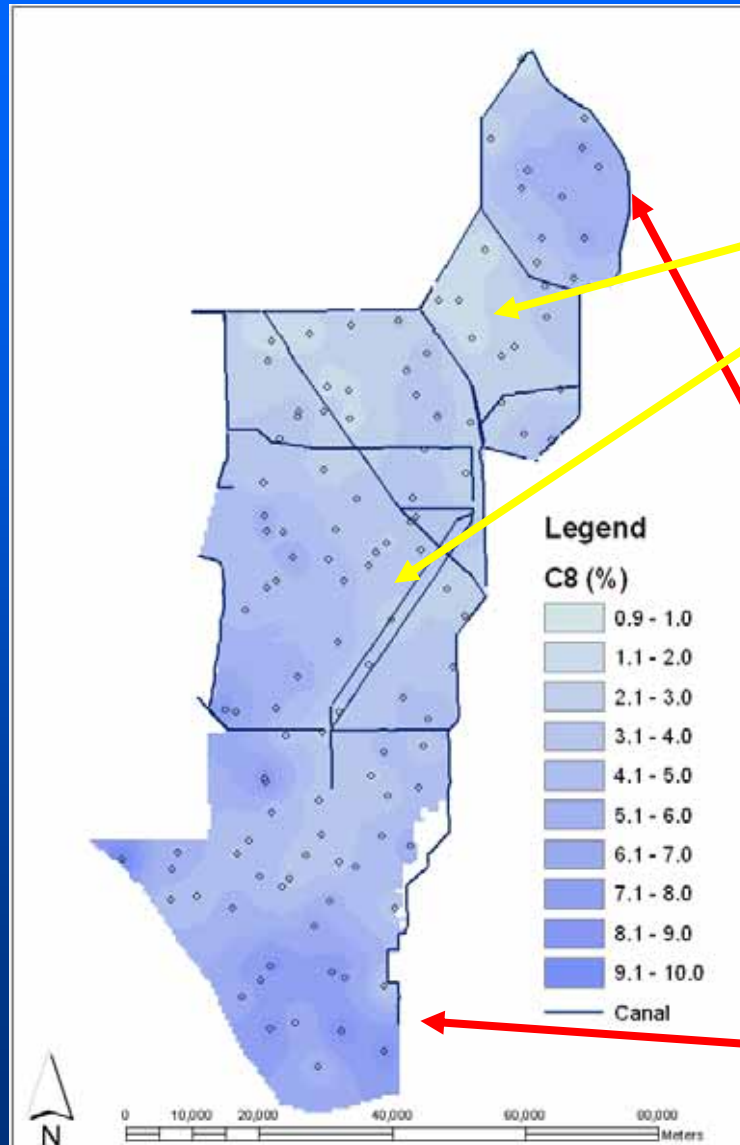 Legend
C8 (%)
0.9 - 1.0
1.1 - 2.0
2.1 - 3.0
3.1 - 4.0
4.1 - 5.0
5.1 - 6.0
6.1 - 7.0
7.1 - 8.0
8.1 - 9.0
9.1 - 10.0
Canal
N
0 10,000 20,000 40,000 60,000 80,000
Meters